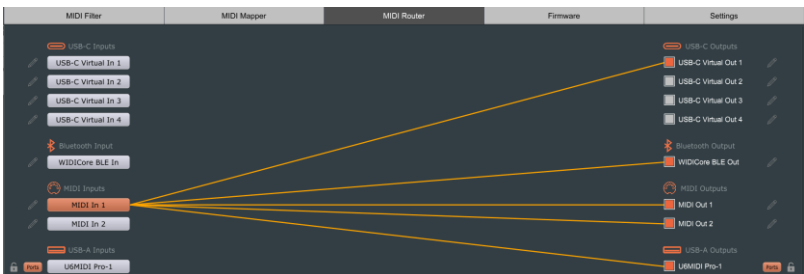 MIDI Filter MIDI Mapper MIDI Router Firmware Settings
USB-C Inputs USB-C Outputs
USB-C Virtual In 1 USB-C Virtual Out 1
USB-C Virtual In 2 USB-C Virtual Out 2
USB-C Virtual In 3 USB-C Virtual Out 3
USB-C Virtual In 4 USB-C Virtual Out 4
Bluetooth Input Bluetooth Output
WIDICore BLE In WIDICore BLE Out
MIDI Inputs MIDI Outputs
MIDI In 1 MIDI Out 1
MIDI In 2 MIDI Out 2
USB-A Inputs USB-A Outputs
Ports U6MIDI Pro-1 U6MIDI Pro-1 Ports